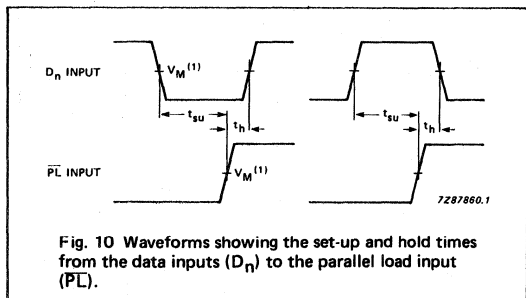 Dn INPUT
VM(1)
tsu
th
tsu
th
PL INPUT
VM(1)
7Z87860.1
Fig. 10 Waveforms showing the set-up and hold times
from the data inputs (Dn) to the parallel load input
(PL).